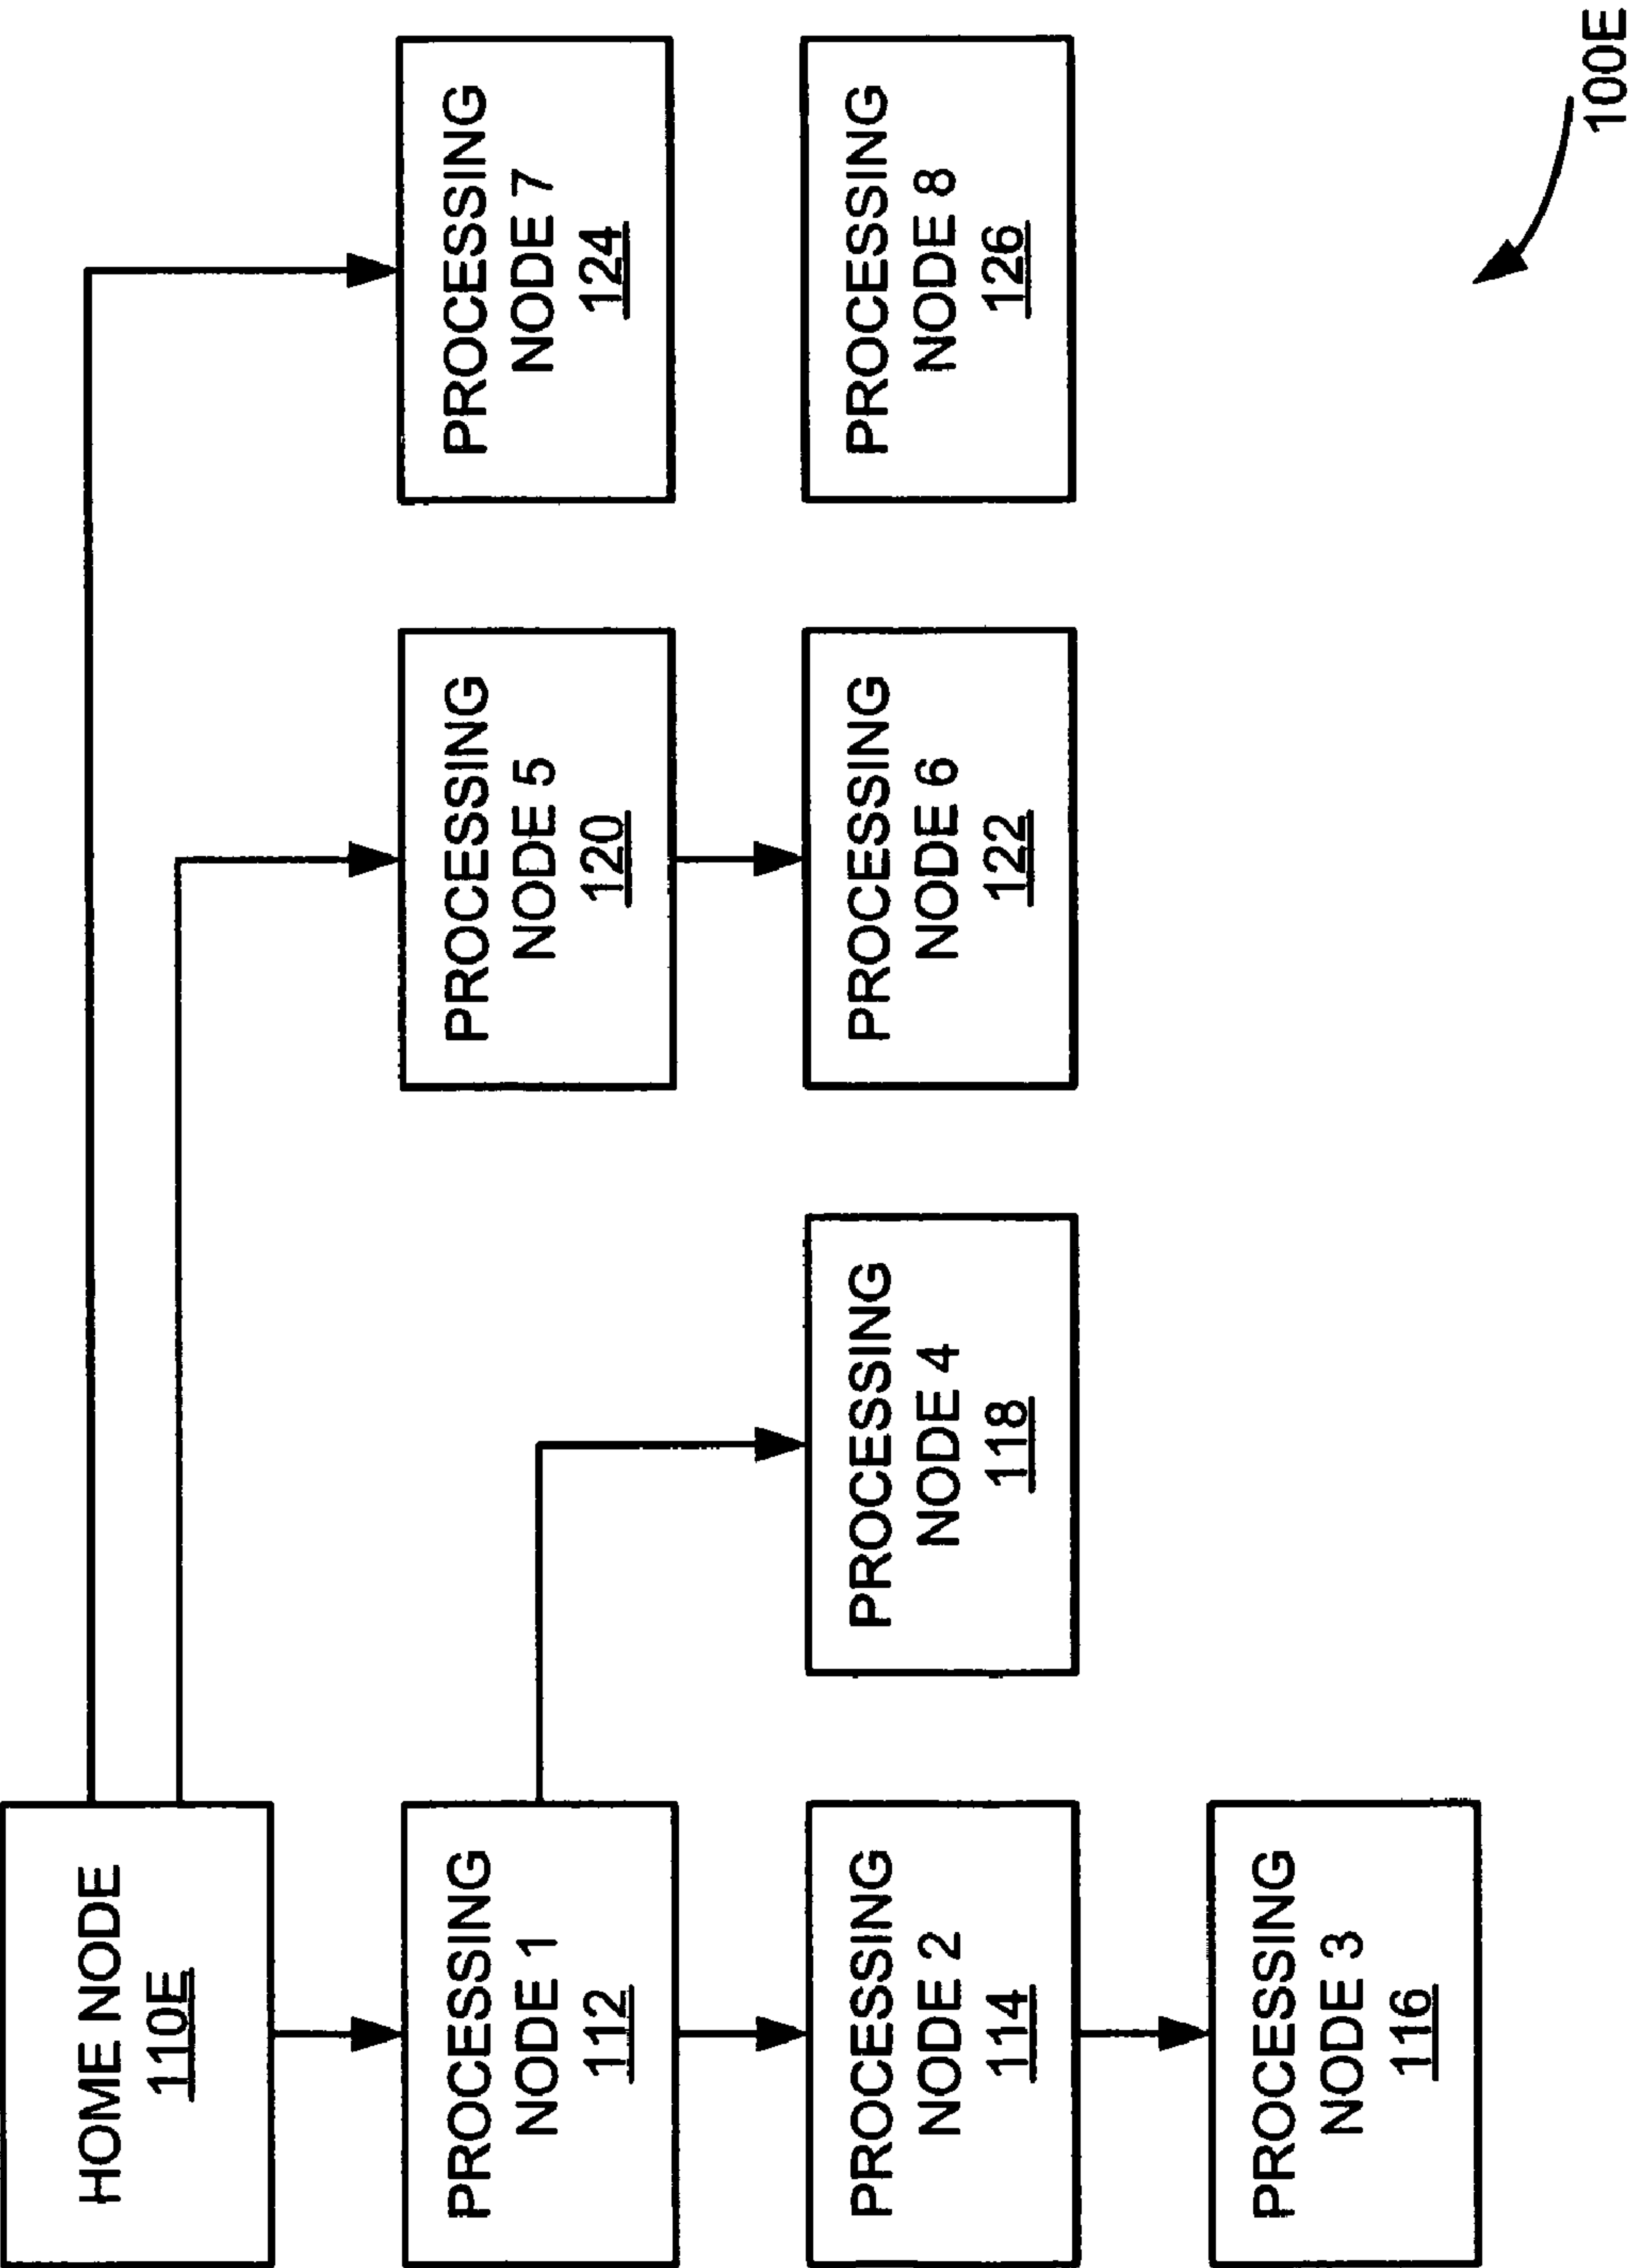 HOME NODE
110E
PROCESSING
NODE 1
112
PROCESSING
NODE 2
114
PROCESSING
NODE 3
116
PROCESSING
NODE 4
118
PROCESSING
NODE 5
120
PROCESSING
NODE 6
122
PROCESSING
NODE 7
124
PROCESSING
NODE 8
126
100E